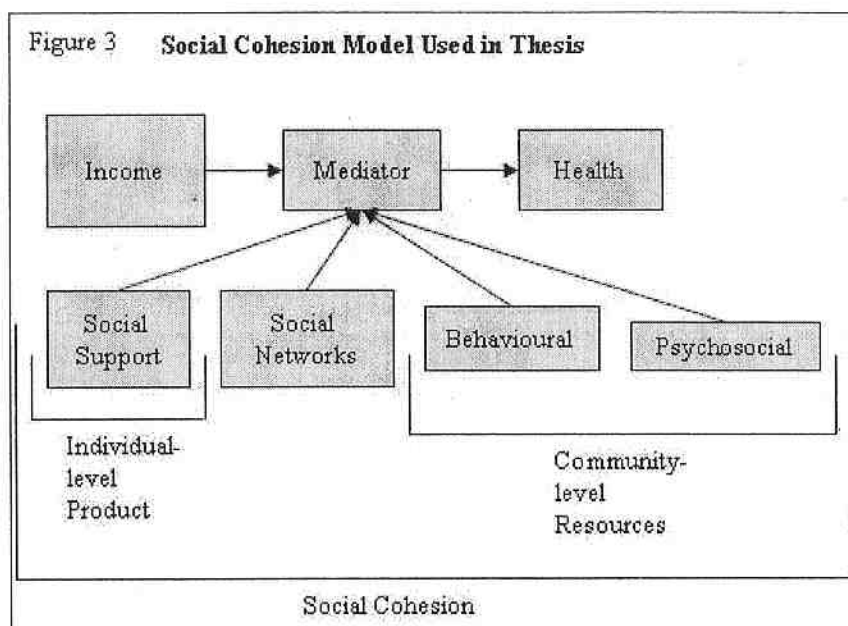 Figure 3 Social Cohesion Model Used in Thesis
Income
Mediator
Health
Social
Support
Social
Networks
Behavioural
Psychosocial
Individual-
level
Product
Community-
level
Resources
Social Cohesion